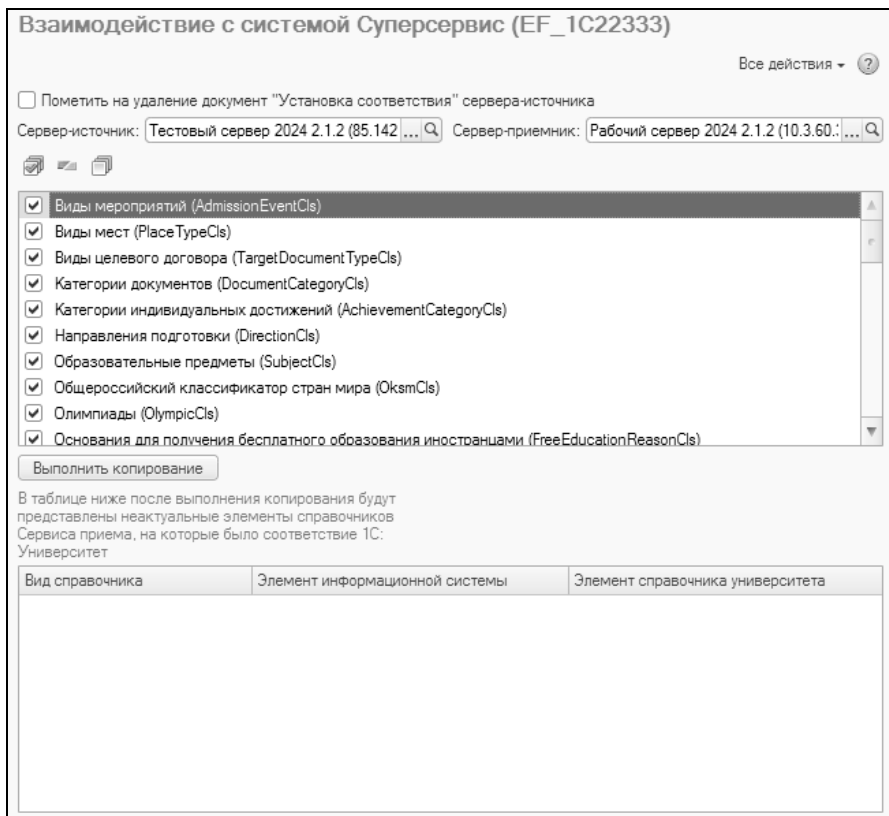 Взаимодействие с системой Суперсервис (EF_1C22333)
Все действия
Пометить на удаление документ "Установка соответствия" сервера-источника
Сервер-источник: Тестовый сервер 2024 2.1.2 (85.142 ... Сервер-приемник: Рабочий сервер 2024 2.1.2 (10.3.60.: ...
Виды мероприятий (AdmissionEventCls)
Виды мест (PlaceTypeCls)
Виды целевого договора (TargetDocumentTypeCls)
Категории документов (DocumentCategoryCls)
Категории индивидуальных достижений (AchievementCategoryCls)
Направления подготовки (DirectionCls)
Образовательные предметы (SubjectCls)
Общероссийский классификатор стран мира (OksmCls)
Олимпиады (OlympicCls)
Основания для получения бесплатного образования иностранцами (FreeEducationReasonCls)
Выполнить копирование
В таблице ниже после выполнения копирования будут
представлены неактуальные элементы справочников
Сервиса приема, на которые было соответствие 1С:
Университет
Вид справочника Элемент информационной системы Элемент справочника университета